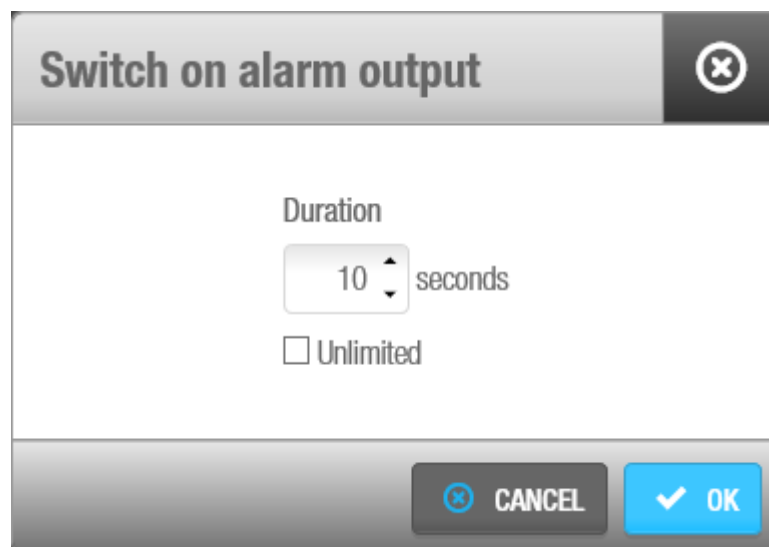 Switch on alarm output
Duration
10 seconds
Unlimited
CANCEL OK